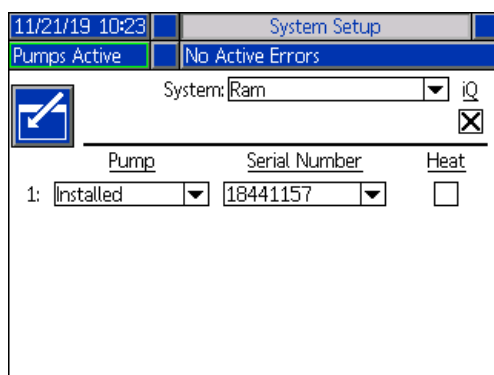 11/21/19 10:23 System Setup
Pumps Active No Active Errors
System: Ram iQ
Pump Serial Number Heat
1: Installed 18441157